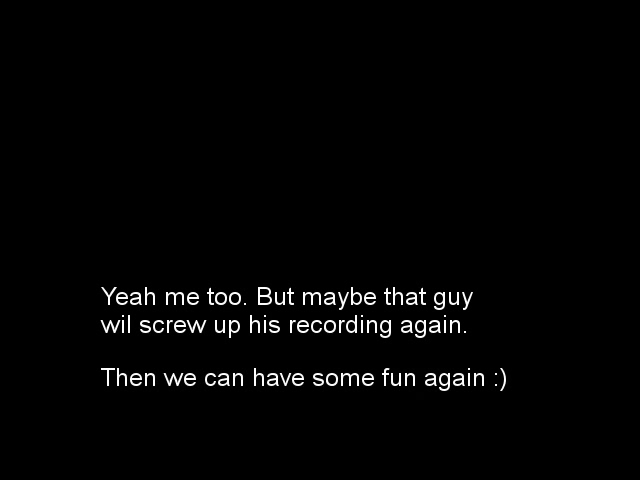 Yeah me too. But maybe that guy
wil screw up his recording again.
Then we can have some fun again :)